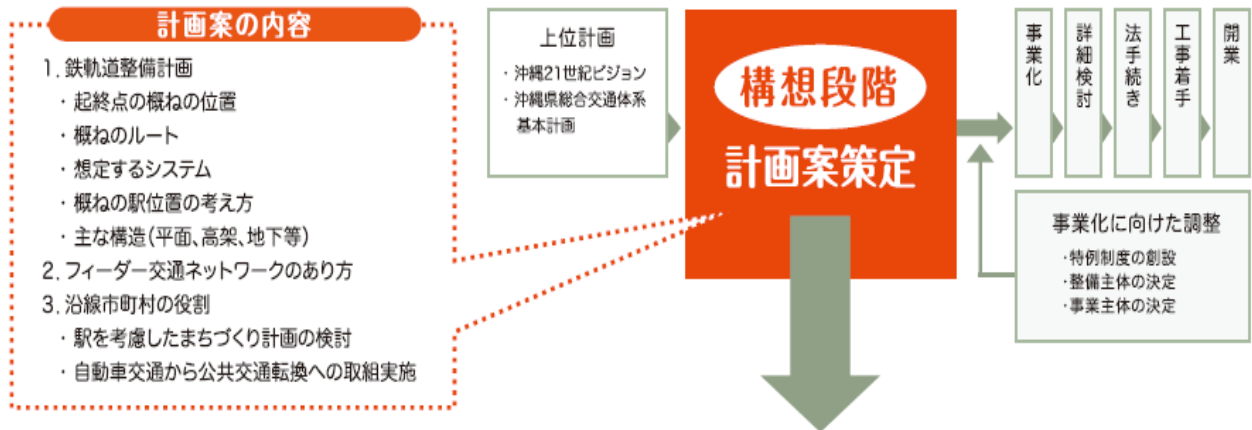 計画案の内容
1. 鉄軌道整備計画
・起終点の概ねの位置
・概ねのルート
・想定するシステム
・概ねの駅位置の考え方
・主な構造(平面、高架、地下等)
2. フィーダー交通ネットワークのあり方
3. 沿線市町村の役割
・駅を考慮したまちづくり計画の検討
・自動車交通から公共交通転換への取組実施
上位計画
・沖縄21世紀ビジョン
・沖縄県総合交通体系
基本計画
構想段階
計画案策定
事業化
詳細検討
法手続き
工事着手
開業
事業化に向けた調整
・特例制度の創設
・整備主体の決定
・事業主体の決定